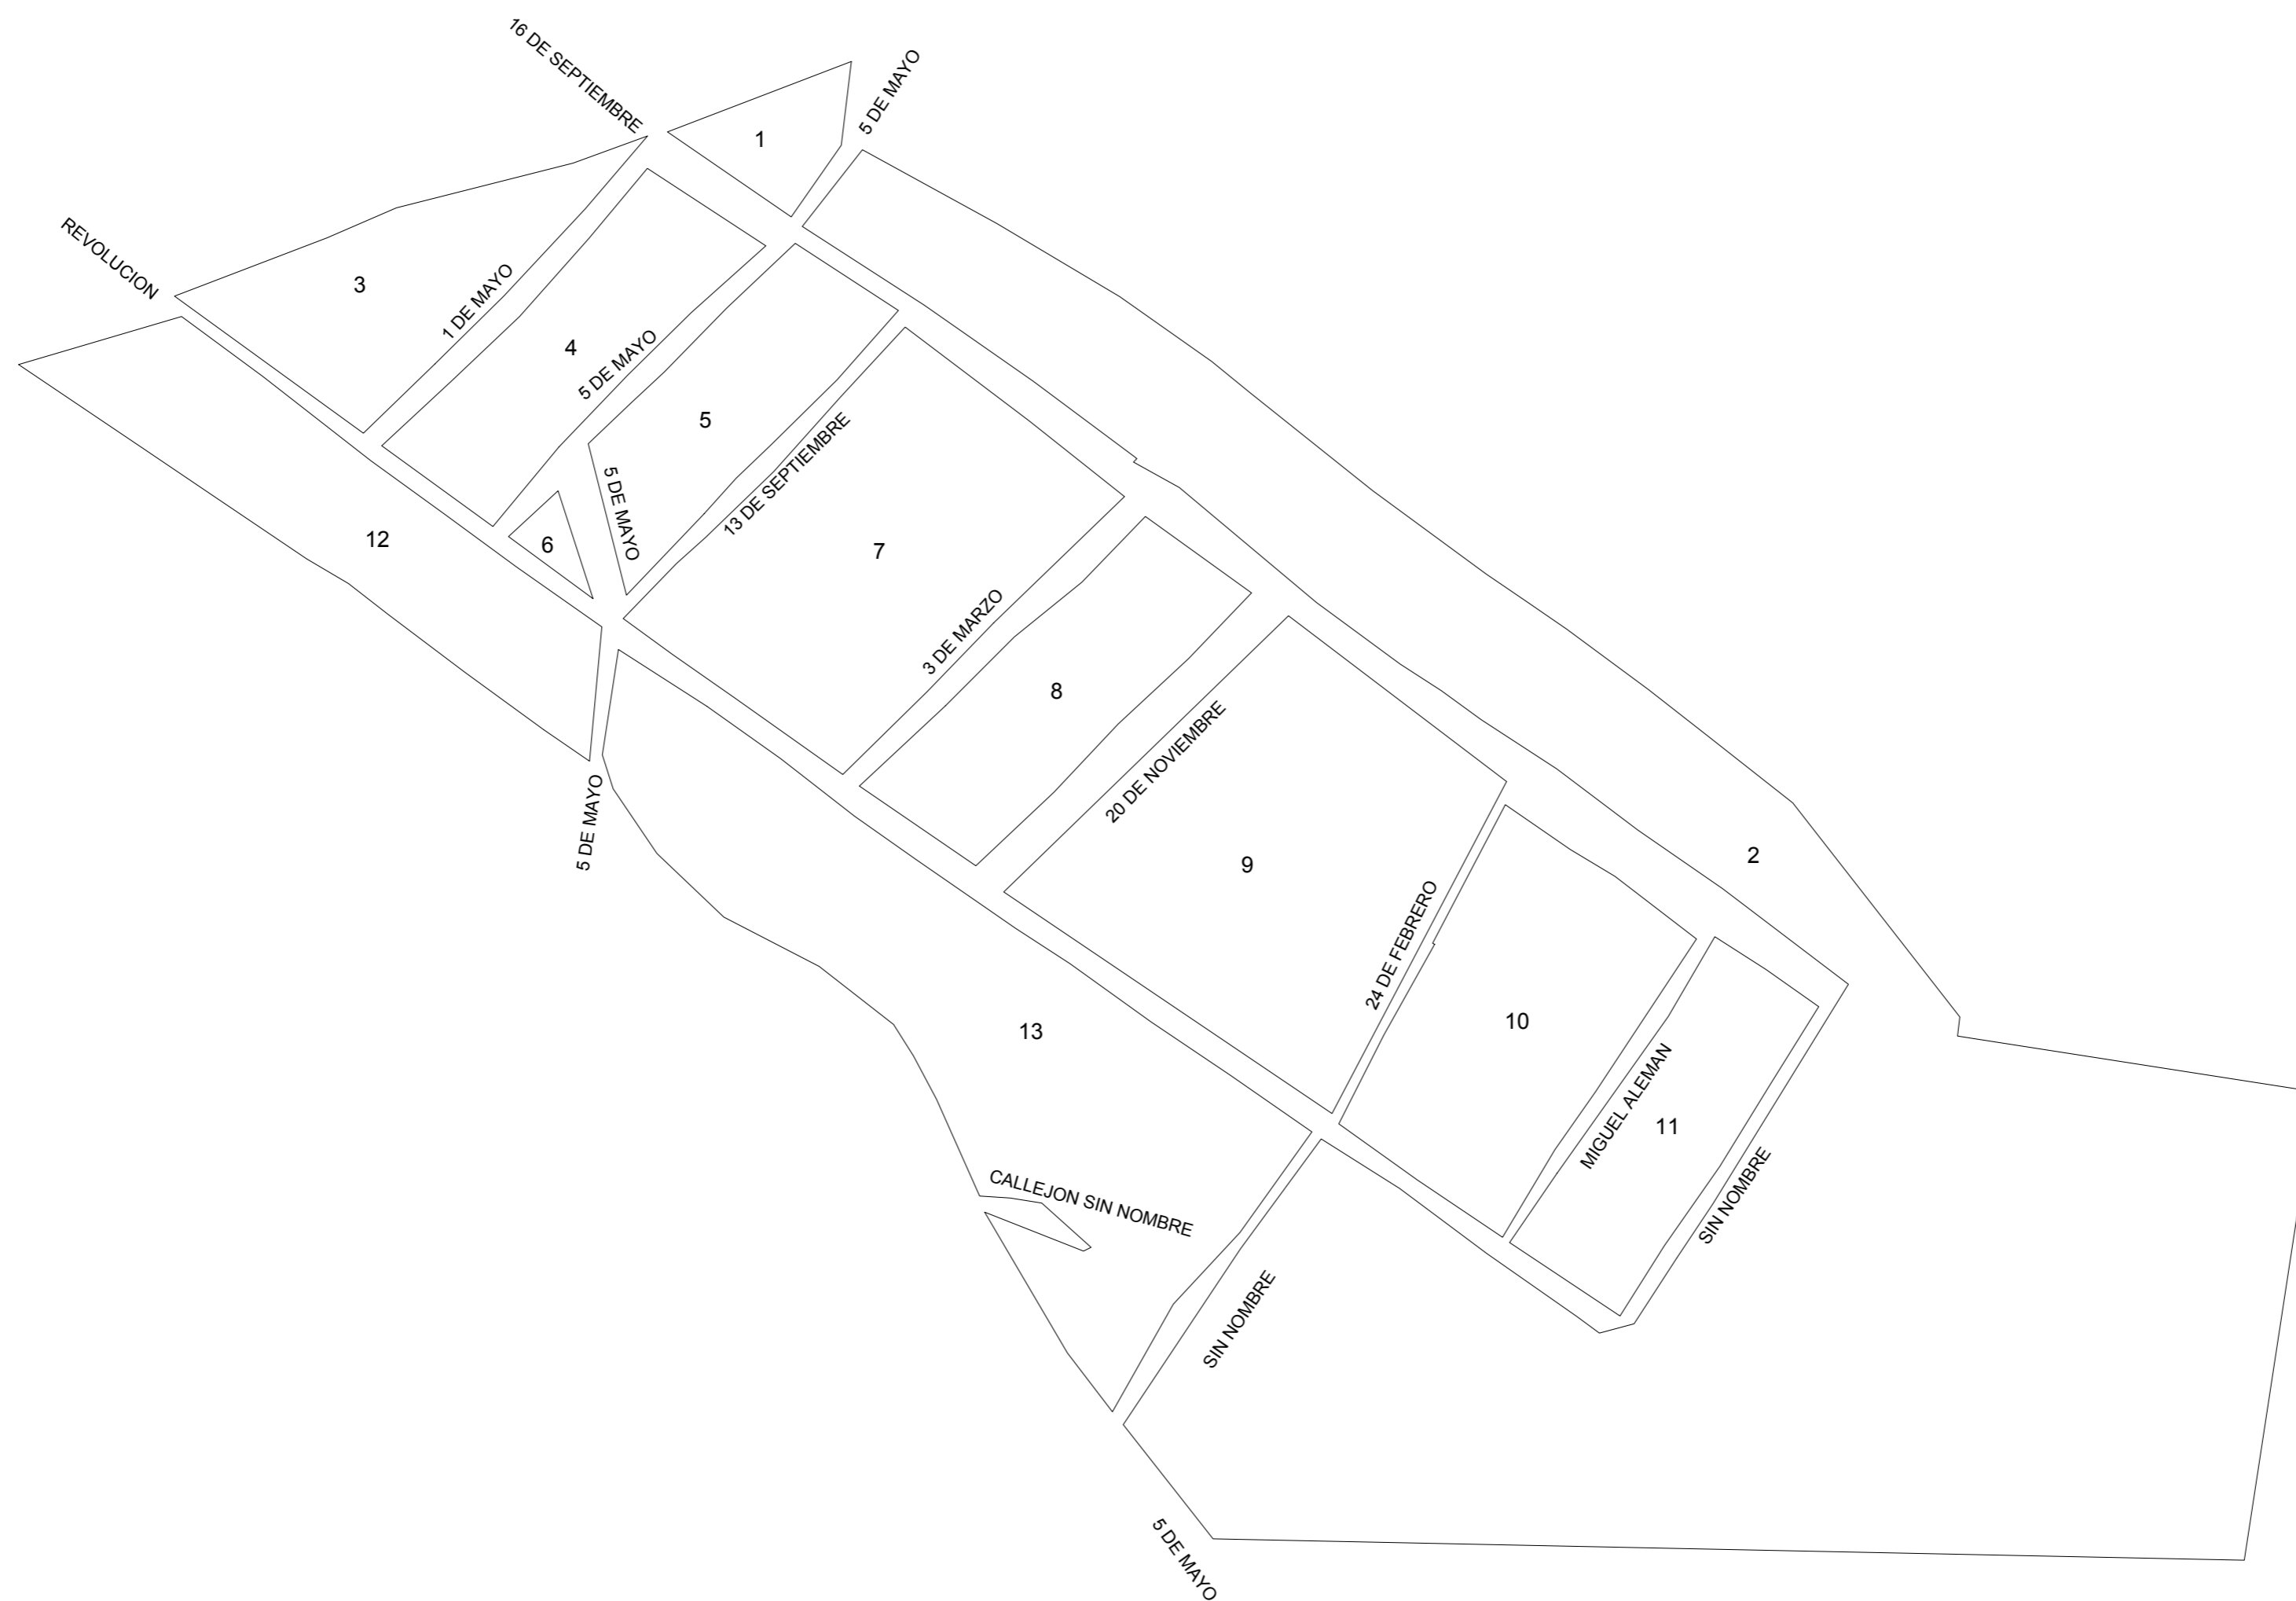 16 DE SEPTIEMBRE
5 DE MAYO
1
REVOLUCION
3
1 DE MAYO
4
5 DE MAYO
5
13 DE SEPTIEMBRE
5 DE MAYO
12
6
7
3 DE MARZO
8
20 DE NOVIEMBRE
5 DE MAYO
9
2
24 DE FEBRERO
13
10
MIGUEL ALEMAN
11
CALLEJON SIN NOMBRE
SIN NOMBRE
SIN NOMBRE
5 DE MAYO